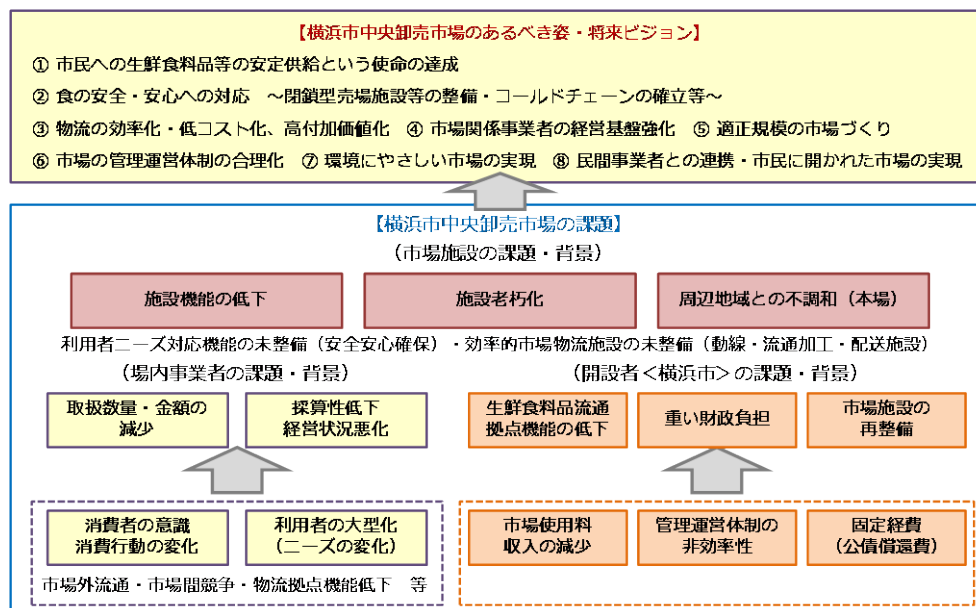 【横浜市中央卸売市場のあるべき姿・将来ビジョン】
① 市民への生鮮食料品等の安定供給という使命の達成
② 食の安全・安心への対応 ～閉鎖型売場施設等の整備・コールドチェーンの確立等～
③ 物流の効率化・低コスト化、高付加価値化 ④ 市場関係事業者の経営基盤強化 ⑤ 適正規模の市場づくり
⑥ 市場の管理運営体制の合理化 ⑦ 環境にやさしい市場の実現 ⑧ 民間事業者との連携・市民に開かれた市場の実現
【横浜市中央卸売市場の課題】
（市場施設の課題・背景）
施設機能の低下
施設者朽化
周辺地域との不調和（本場）
利用者ニーズ対応機能の未整備（安全安心確保）・効率的市場物流施設の未整備（動線・流通加工・配送施設）
（場内事業者の課題・背景）
取扱数量・金額の
減少
採算性低下
経営状況悪化
（開設者＜横浜市＞の課題・背景）
生鮮食料品流通
拠点機能の低下
重い財政負担
市場施設の
再整備
消費者の意識
消費行動の変化
利用者の大型化
（ニーズの変化）
市場外流通・市場間競争・物流拠点機能低下 等
市場使用料
収入の減少
管理運営体制の
非効率性
固定経費
（公債償還費）